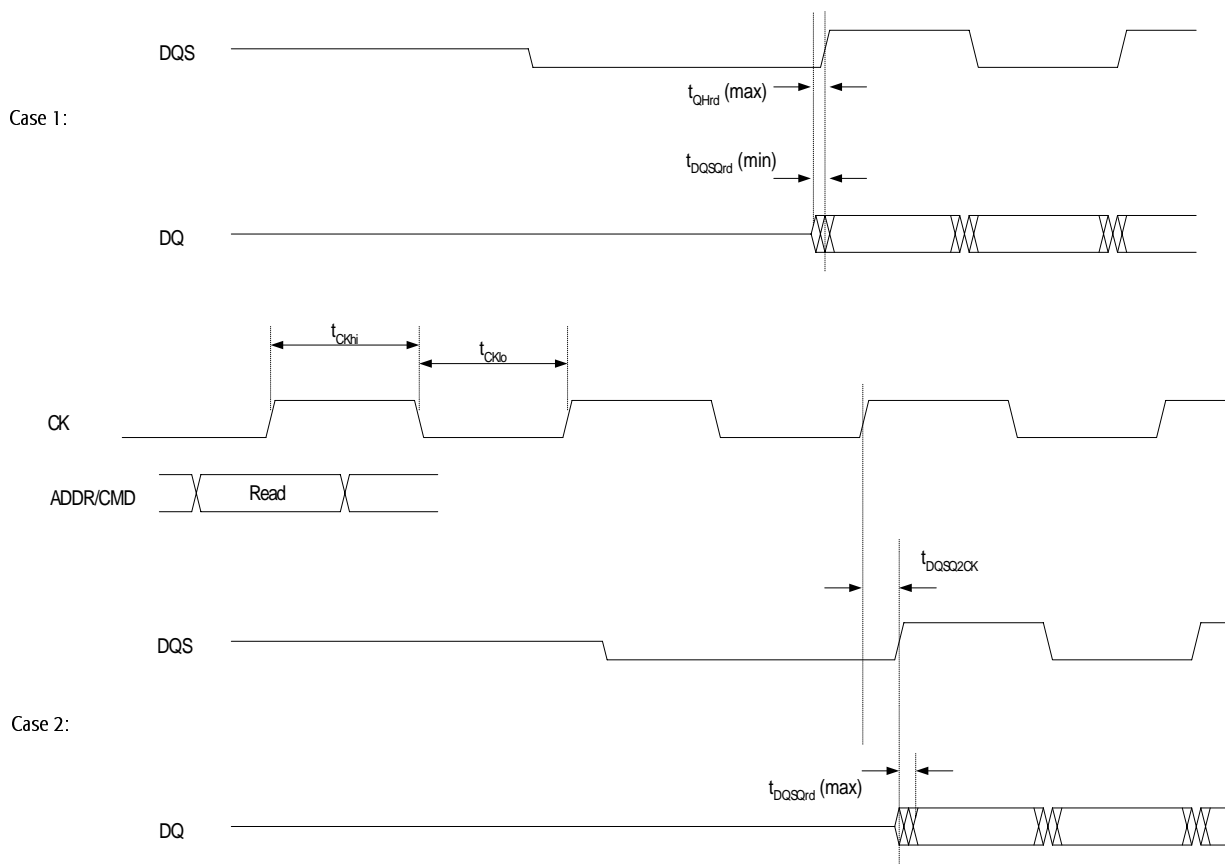 DQS
t_QHrd (max)
Case 1:
t_DQSQrd (min)
DQ
t_CKhi
t_CKlo
CK
ADDR/CMD
Read
t_DQSQ2CK
DQS
Case 2:
t_DQSQrd (max)
DQ